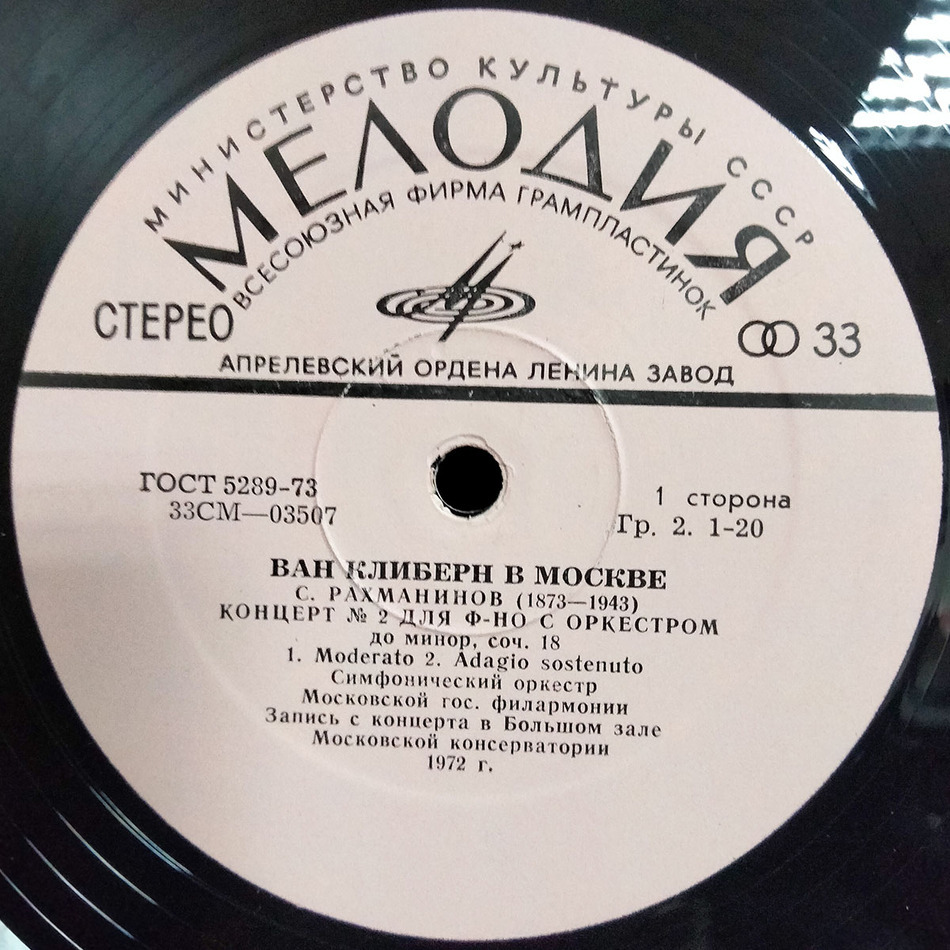 МИНИСТЕРСТВО КУЛЬТУРЫ СССР
МЕЛОДИЯ
ВСЕСОЮЗНАЯ ФИРМА ГРАМПЛАСТИНОК
СТЕРЕО
33
АПРЕЛЕВСКИЙ ОРДЕНА ЛЕНИНА ЗАВОД
ГОСТ 5289-73
33СМ—03507
1 сторона
Гр. 2. 1-20
ВАН КЛИБЕРН В МОСКВЕ
С. РАХМАНИНОВ (1873—1943)
КОНЦЕРТ № 2 ДЛЯ Ф-НО С ОРКЕСТРОМ
до минор, соч. 18
1. Moderato 2. Adagio sostenuto
Симфонический оркестр
Московской гос. филармонии
Запись с концерта в Большом зале
Московской консерватории
1972 г.